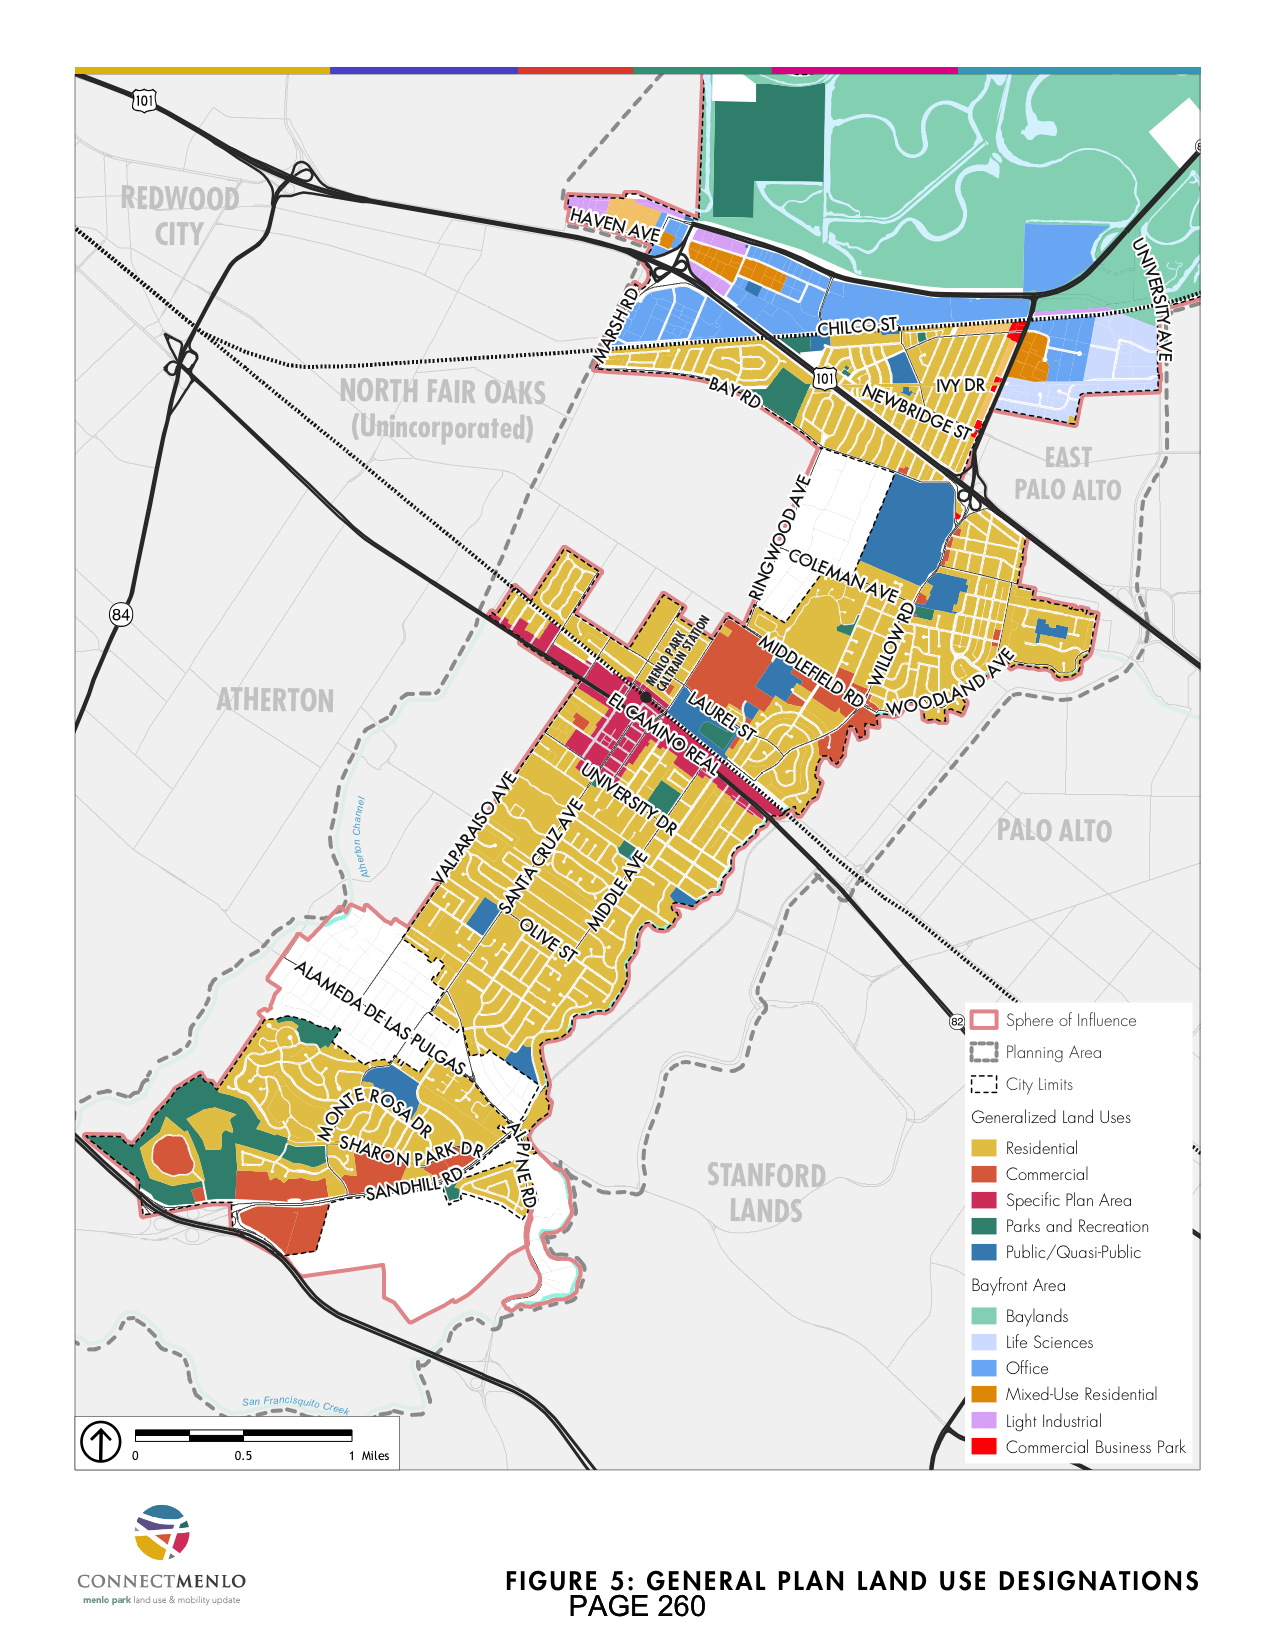 101
REDWOOD
CITY
HAVEN AVE
UNIVERSITY AVE
MARSH RD
CHILCO ST
NORTH FAIR OAKS
(Unincorporated)
BAY RD
101
IVY DR
NEWBRIDGE ST
EAST
PALO ALTO
RINGWOOD AVE
COLEMAN AVE
84
WILLOW RD
MENLO PARK
CALTRAIN STATION
MIDDLEFIELD RD
WOODLAND AVE
ATHERTON
LAUREL ST
EL CAMINO REAL
UNIVERSITY DR
VALPARAISO AVE
SANTA CRUZ AVE
MIDDLE AVE
PALO ALTO
Atherton Channel
OLIVE ST
ALAMEDA DE LAS PULGAS
82
MONTE ROSA DR
SHARON PARK DR
SANDHILL RD
ALPINE RD
STANFORD
LANDS
San Francisquito Creek
Sphere of Influence
Planning Area
City Limits
Generalized Land Uses
Residential
Commercial
Specific Plan Area
Parks and Recreation
Public/Quasi-Public
Bayfront Area
Baylands
Life Sciences
Office
Mixed-Use Residential
Light Industrial
Commercial Business Park
0 0.5 1 Miles
CONNECTMENLO
menlo park land use & mobility update
FIGURE 5: GENERAL PLAN LAND USE DESIGNATIONS
PAGE 260